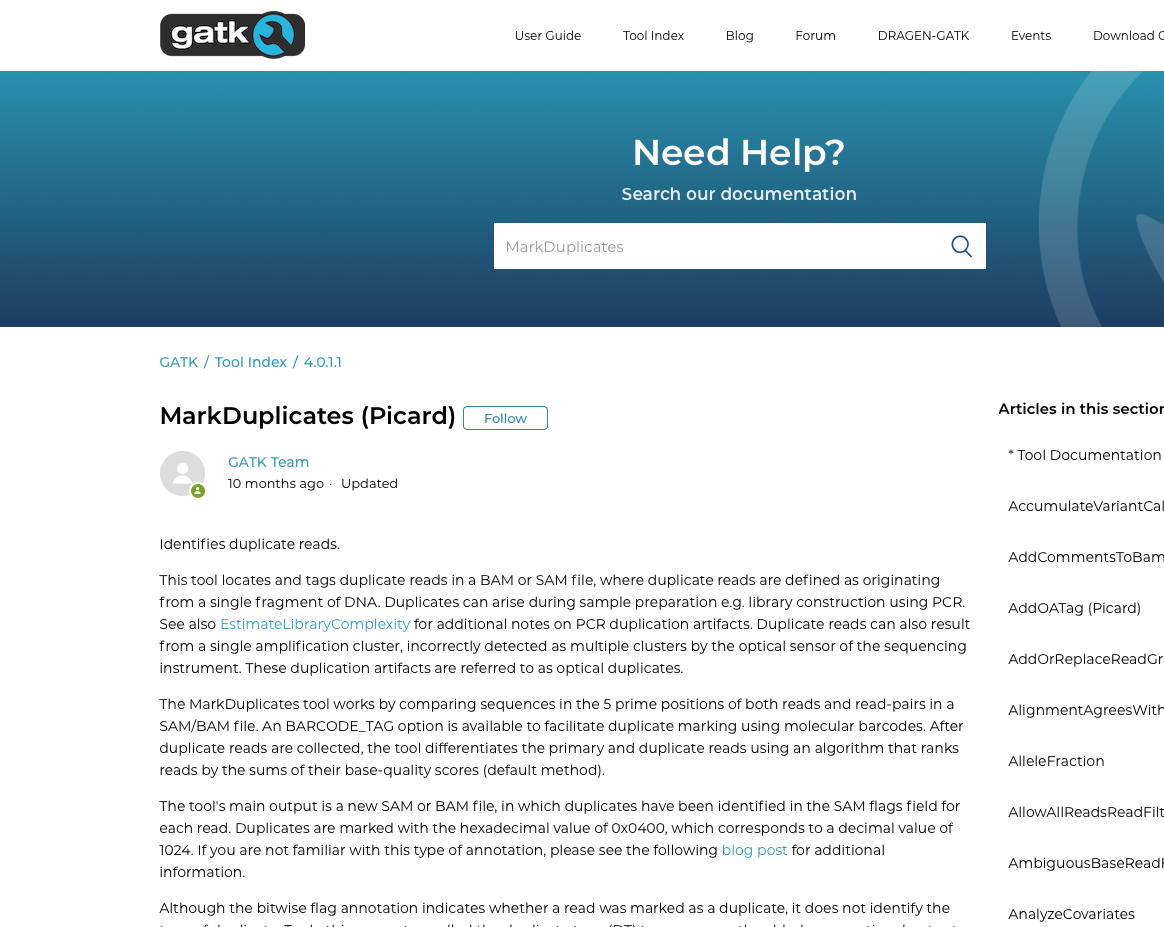 gatk
User Guide Tool Index Blog Forum DRAGEN-GATK Events Download
Need Help?
Search our documentation
MarkDuplicates
GATK / Tool Index / 4.0.1.1
MarkDuplicates (Picard) Follow
GATK Team
10 months ago · Updated
Identifies duplicate reads.
This tool locates and tags duplicate reads in a BAM or SAM file, where duplicate reads are defined as originating
from a single fragment of DNA. Duplicates can arise during sample preparation e.g. library construction using PCR.
See also EstimateLibraryComplexity for additional notes on PCR duplication artifacts. Duplicate reads can also result
from a single amplification cluster, incorrectly detected as multiple clusters by the optical sensor of the sequencing
instrument. These duplication artifacts are referred to as optical duplicates.
The MarkDuplicates tool works by comparing sequences in the 5 prime positions of both reads and read-pairs in a
SAM/BAM file. An BARCODE_TAG option is available to facilitate duplicate marking using molecular barcodes. After
duplicate reads are collected, the tool differentiates the primary and duplicate reads using an algorithm that ranks
reads by the sums of their base-quality scores (default method).
The tool's main output is a new SAM or BAM file, in which duplicates have been identified in the SAM flags field for
each read. Duplicates are marked with the hexadecimal value of 0x0400, which corresponds to a decimal value of
1024. If you are not familiar with this type of annotation, please see the following blog post for additional
information.
Although the bitwise flag annotation indicates whether a read was marked as a duplicate, it does not identify the
Articles in this section
* Tool Documentation
AccumulateVariantCal
AddCommentsToBam
AddOATag (Picard)
AddOrReplaceReadGr
AlignmentAgreesWith
AlleleFraction
AllowAllReadsReadFilt
AmbiguousBaseReadF
AnalyzeCovariates